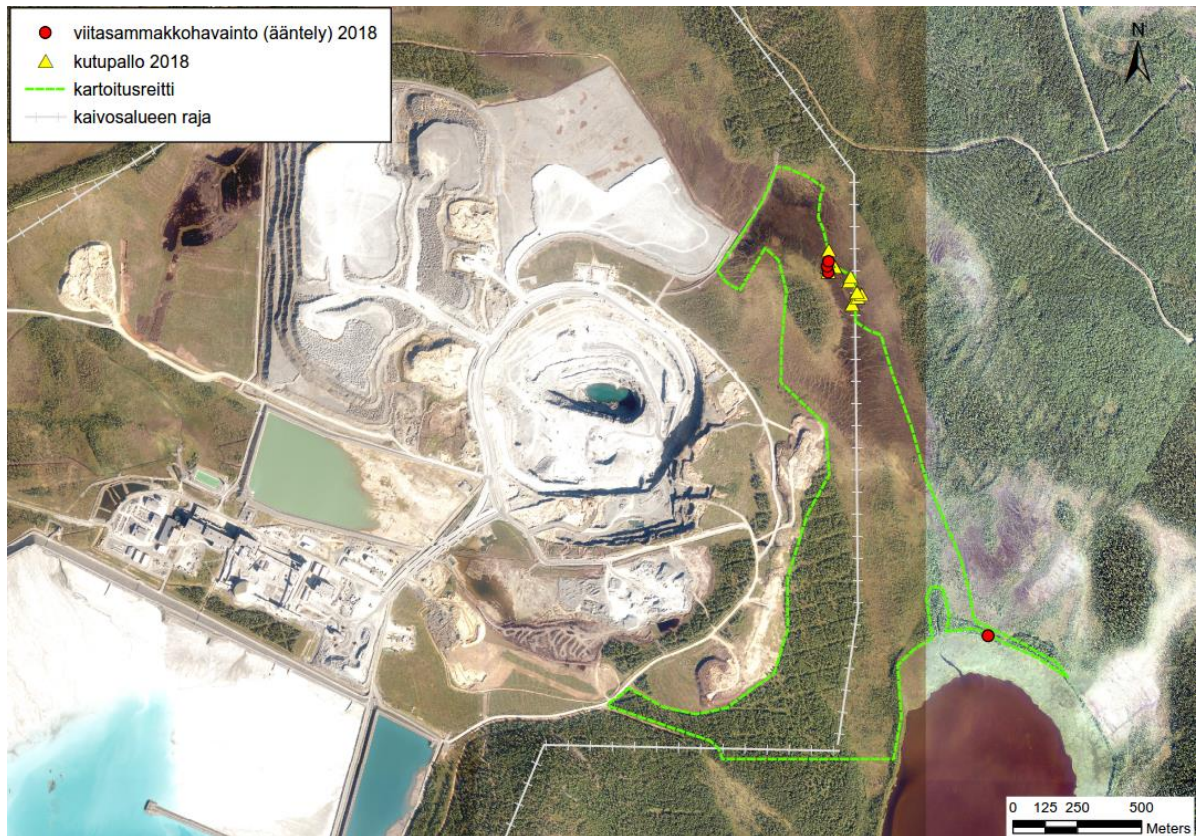 viitasammakkohavainto (ääntely) 2018
kutupallo 2018
kartoitusreitti
kaivosalueen raja
N
0 125 250 500
Meters